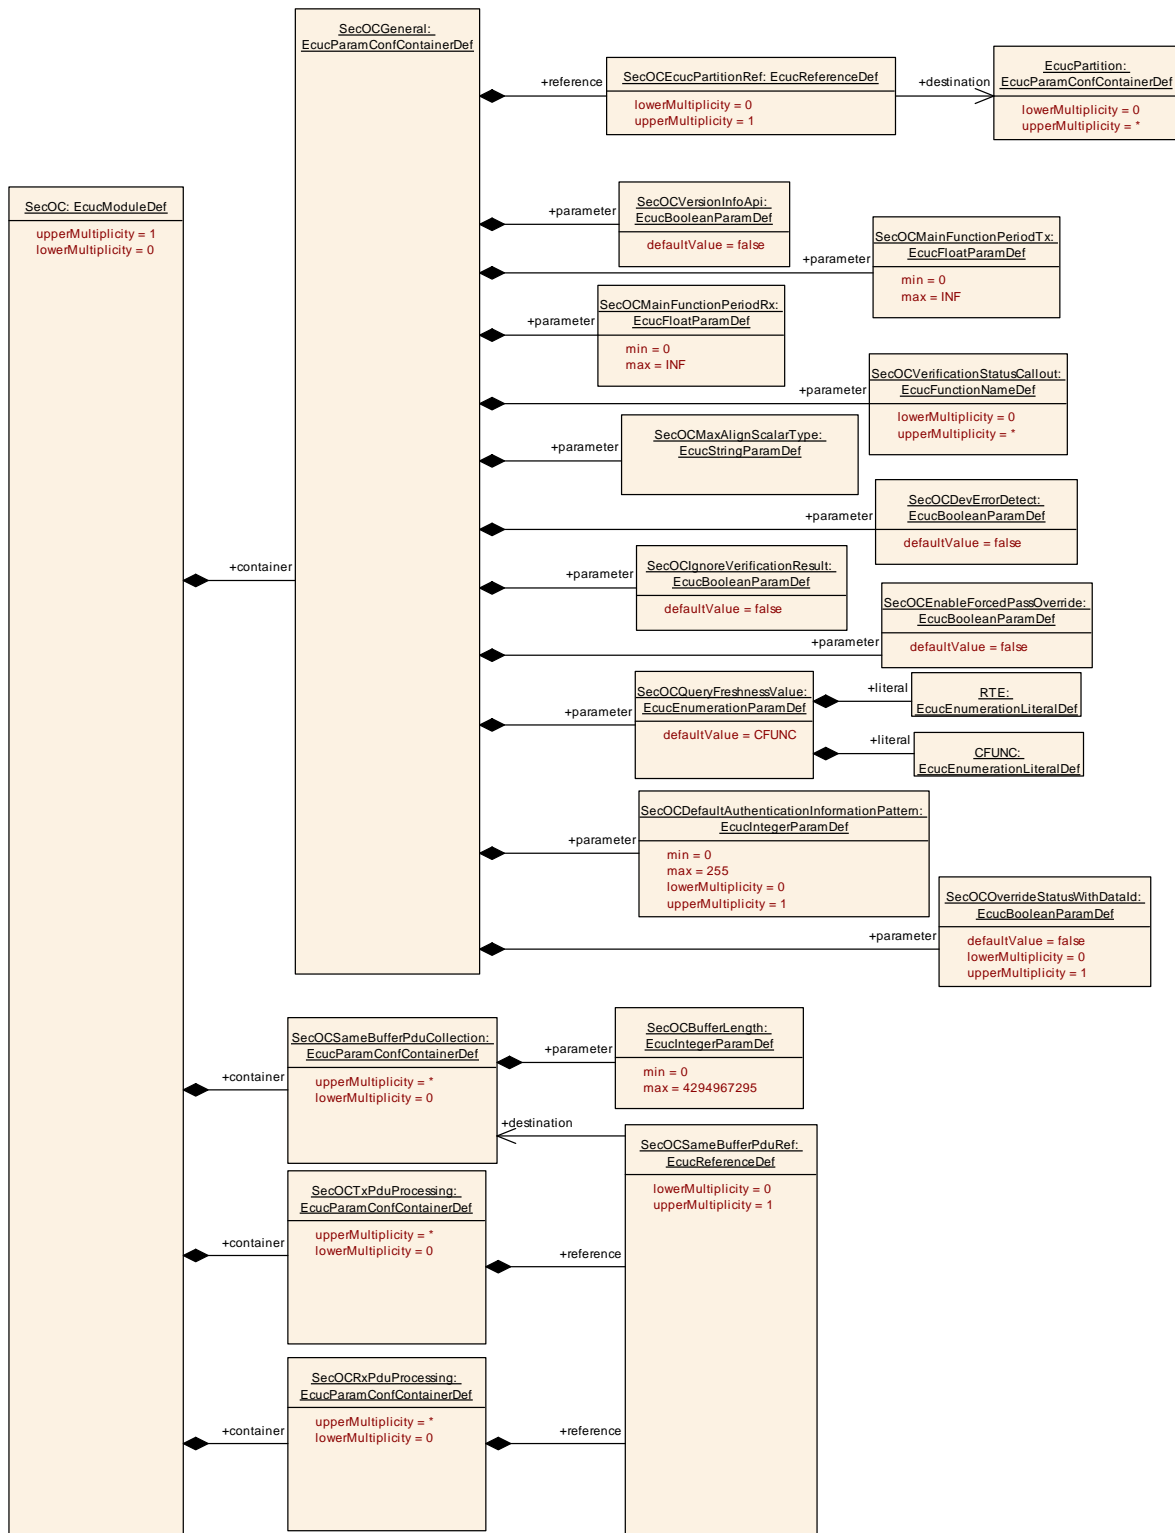 SecOCGeneral:
EcucParamConfContainerDef
+reference
SecOCEcucPartitionRef: EcucReferenceDef
lowerMultiplicity = 0
upperMultiplicity = 1
+destination
EcucPartition:
EcucParamConfContainerDef
lowerMultiplicity = 0
upperMultiplicity = *
SecOC: EcucModuleDef
upperMultiplicity = 1
lowerMultiplicity = 0
+parameter
SecOCVersionInfoApi:
EcucBooleanParamDef
defaultValue = false
+parameter
SecOCMainFunctionPeriodTx:
EcucFloatParamDef
min = 0
max = INF
+parameter
SecOCMainFunctionPeriodRx:
EcucFloatParamDef
min = 0
max = INF
+parameter
SecOCVerificationStatusCallout:
EcucFunctionNameDef
lowerMultiplicity = 0
upperMultiplicity = *
+parameter
SecOCMaxAlignScalarType:
EcucStringParamDef
+parameter
SecOCDevErrorDetect:
EcucBooleanParamDef
defaultValue = false
+container
+parameter
SecOCIgnoreVerificationResult:
EcucBooleanParamDef
defaultValue = false
+parameter
SecOCEnableForcedPassOverride:
EcucBooleanParamDef
defaultValue = false
+parameter
SecOCQueryFreshnessValue:
EcucEnumerationParamDef
defaultValue = CFUNC
+literal
RTE:
EcucEnumerationLiteralDef
+literal
CFUNC:
EcucEnumerationLiteralDef
+parameter
SecOCDefaultAuthenticationInformationPattern:
EcucIntegerParamDef
min = 0
max = 255
lowerMultiplicity = 0
upperMultiplicity = 1
+parameter
SecOCOverrideStatusWithDataId:
EcucBooleanParamDef
defaultValue = false
lowerMultiplicity = 0
upperMultiplicity = 1
+container
SecOCSameBufferPduCollection:
EcucParamConfContainerDef
upperMultiplicity = *
lowerMultiplicity = 0
+parameter
SecOCBufferLength:
EcucIntegerParamDef
min = 0
max = 4294967295
+destination
SecOCSameBufferPduRef:
EcucReferenceDef
lowerMultiplicity = 0
upperMultiplicity = 1
+container
SecOCTxPduProcessing:
EcucParamConfContainerDef
upperMultiplicity = *
lowerMultiplicity = 0
+reference
+container
SecOCRxPduProcessing:
EcucParamConfContainerDef
upperMultiplicity = *
lowerMultiplicity = 0
+reference